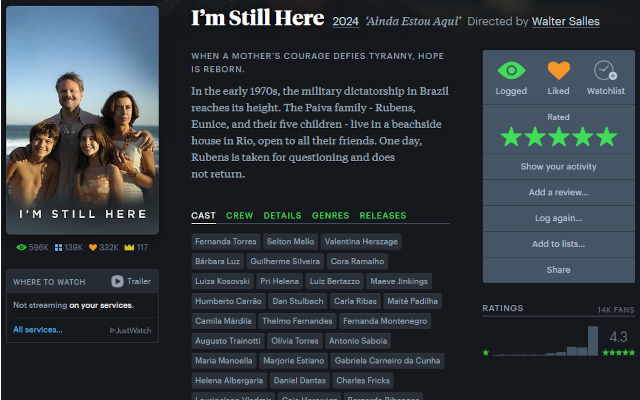 I'm Still Here 2024 'Ainda Estou Aqui' Directed by Walter Salles
WHEN A MOTHER'S COURAGE DEFIES TYRANNY, HOPE
IS REBORN.
In the early 1970s, the military dictatorship in Brazil
reaches its height. The Paiva family - Rubens,
Eunice, and their five children - live in a beachside
house in Rio, open to all their friends. One day,
Rubens is taken for questioning and does
not return.
I'M STILL HERE
596K 139K 332K 117
WHERE TO WATCH Trailer
Not streaming on your services.
All services... JustWatch
CAST CREW DETAILS GENRES RELEASES
Fernanda Torres Selton Mello Valentina Herszage
Bárbara Luz Guilherme Silveira Cora Ramalho
Luiza Kosovski Pri Helena Luiz Bertazzo Maeve Jinkings
Humberto Carrão Dan Stulbach Carla Ribas Maitê Padilha
Camila Márdila Thelmo Fernandes Fernanda Montenegro
Augusto Trainotti Olívia Torres Antonio Saboia
Maria Manoella Marjorie Estiano Gabriela Carneiro da Cunha
Helena Albergaria Daniel Dantas Charles Fricks
Logged Liked Watchlist
Rated
Show your activity
Add a review...
Log again...
Add to lists...
Share
RATINGS 14K FANS
4.3